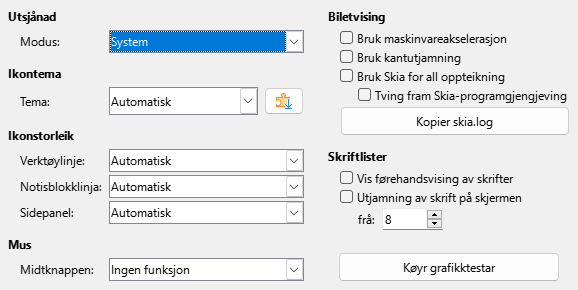 Utsjånad
Modus: System
Ikontema
Tema: Automatisk
Ikonstorleik
Verktøylinje: Automatisk
Notisblokklinja: Automatisk
Sidepanel: Automatisk
Mus
Midtknappen: Ingen funksjon
Biletvising
Bruk maskinvareakselerasjon
Bruk kantutjamning
Bruk Skia for all oppteikning
Tving fram Skia-programgjengjeving
Kopier skia.log
Skriftlister
Vis førehandsvising av skrifter
Utjamning av skrift på skjermen
frå: 8
Køyr grafikktestar